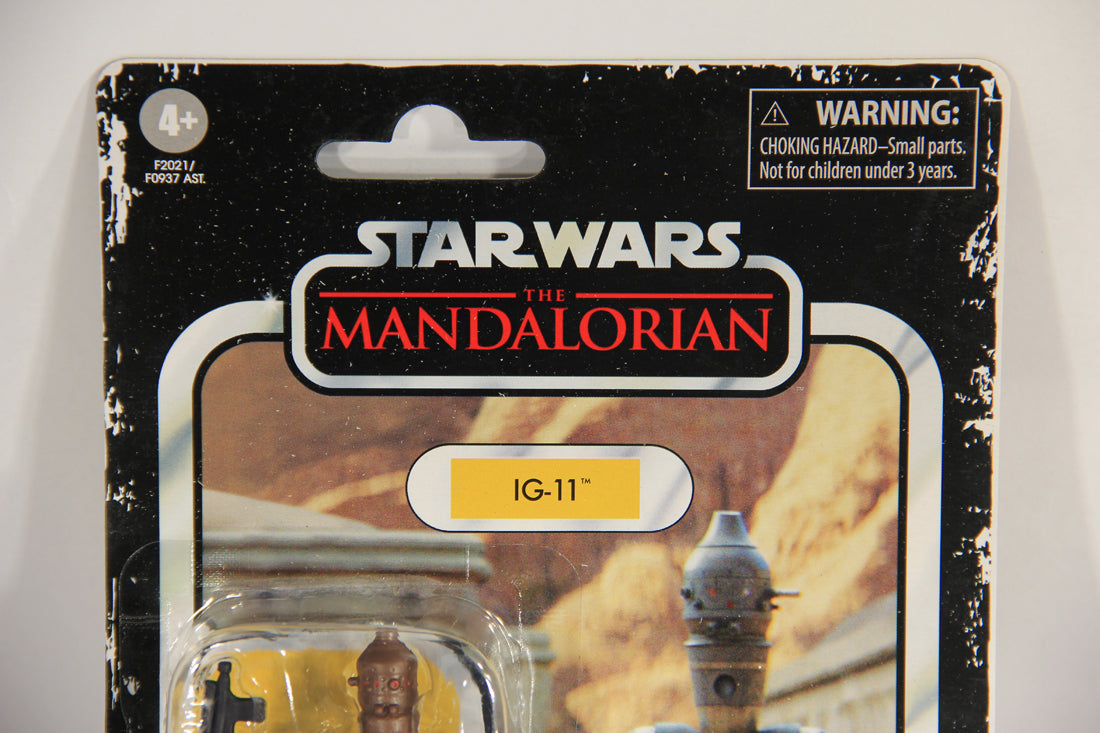 4+
F2021/
F0937 AST.
WARNING:
CHOKING HAZARD–Small parts.
Not for children under 3 years.
STAR WARS
THE
MANDALORIAN
IG-11™